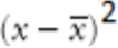 (x − x̅)²